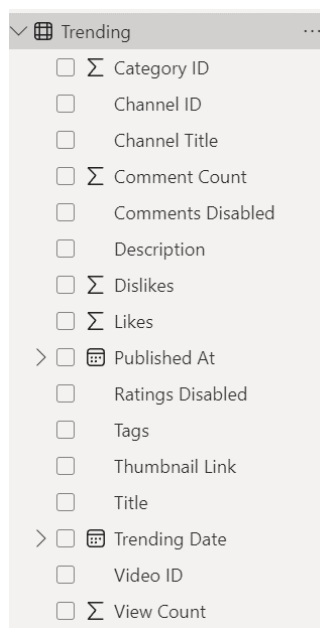 Trending
Category ID
Channel ID
Channel Title
Comment Count
Comments Disabled
Description
Dislikes
Likes
Published At
Ratings Disabled
Tags
Thumbnail Link
Title
Trending Date
Video ID
View Count